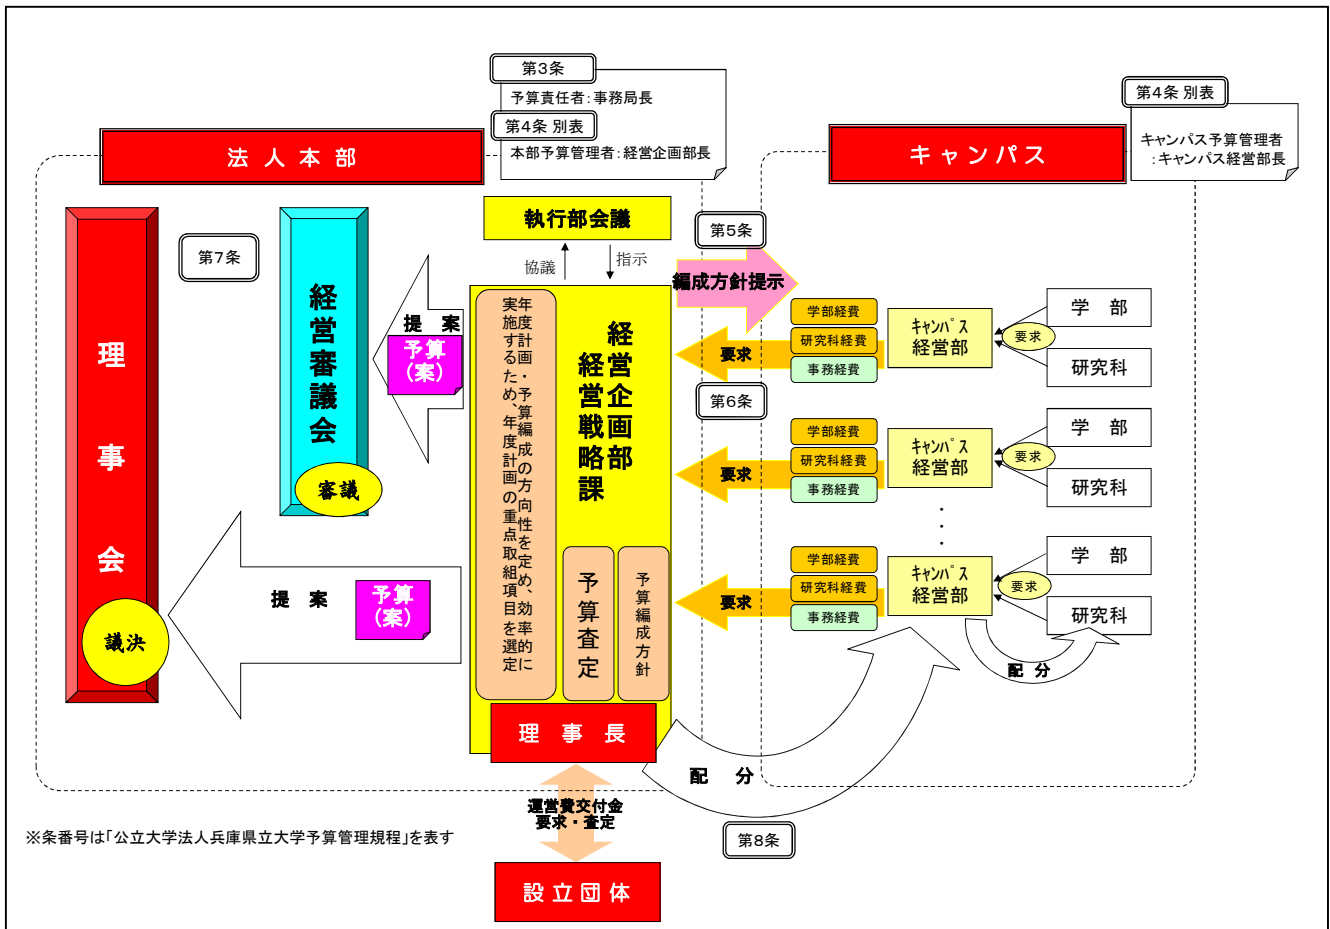 第3条
予算責任者:事務局長
第4条 別表
本部予算管理者:経営企画部長
第4条 別表
キャンパス予算管理者
:キャンパス経営部長
法人本部
キャンパス
理事会
議決
第7条
経営審議会
審議
提 案
予算
(案)
提 案
予算
(案)
執行部会議
協議
指示
経営企画部
経営戦略課
年度計画・予算編成の方向性を定め、効率的に
実施するため、年度計画の重点取組項目を選定
予算査定
予算編成方針
理事長
第5条
編成方針提示
第6条
要求
学部経費
研究科経費
事務経費
キャンパス
経営部
要求
学 部
研究科
要求
学部経費
研究科経費
事務経費
キャンパス
経営部
要求
学 部
研究科
要求
学部経費
研究科経費
事務経費
キャンパス
経営部
要求
学 部
研究科
配 分
配 分
第8条
運営費交付金
要求・査定
設立団体
※条番号は「公立大学法人兵庫県立大学予算管理規程」を表す